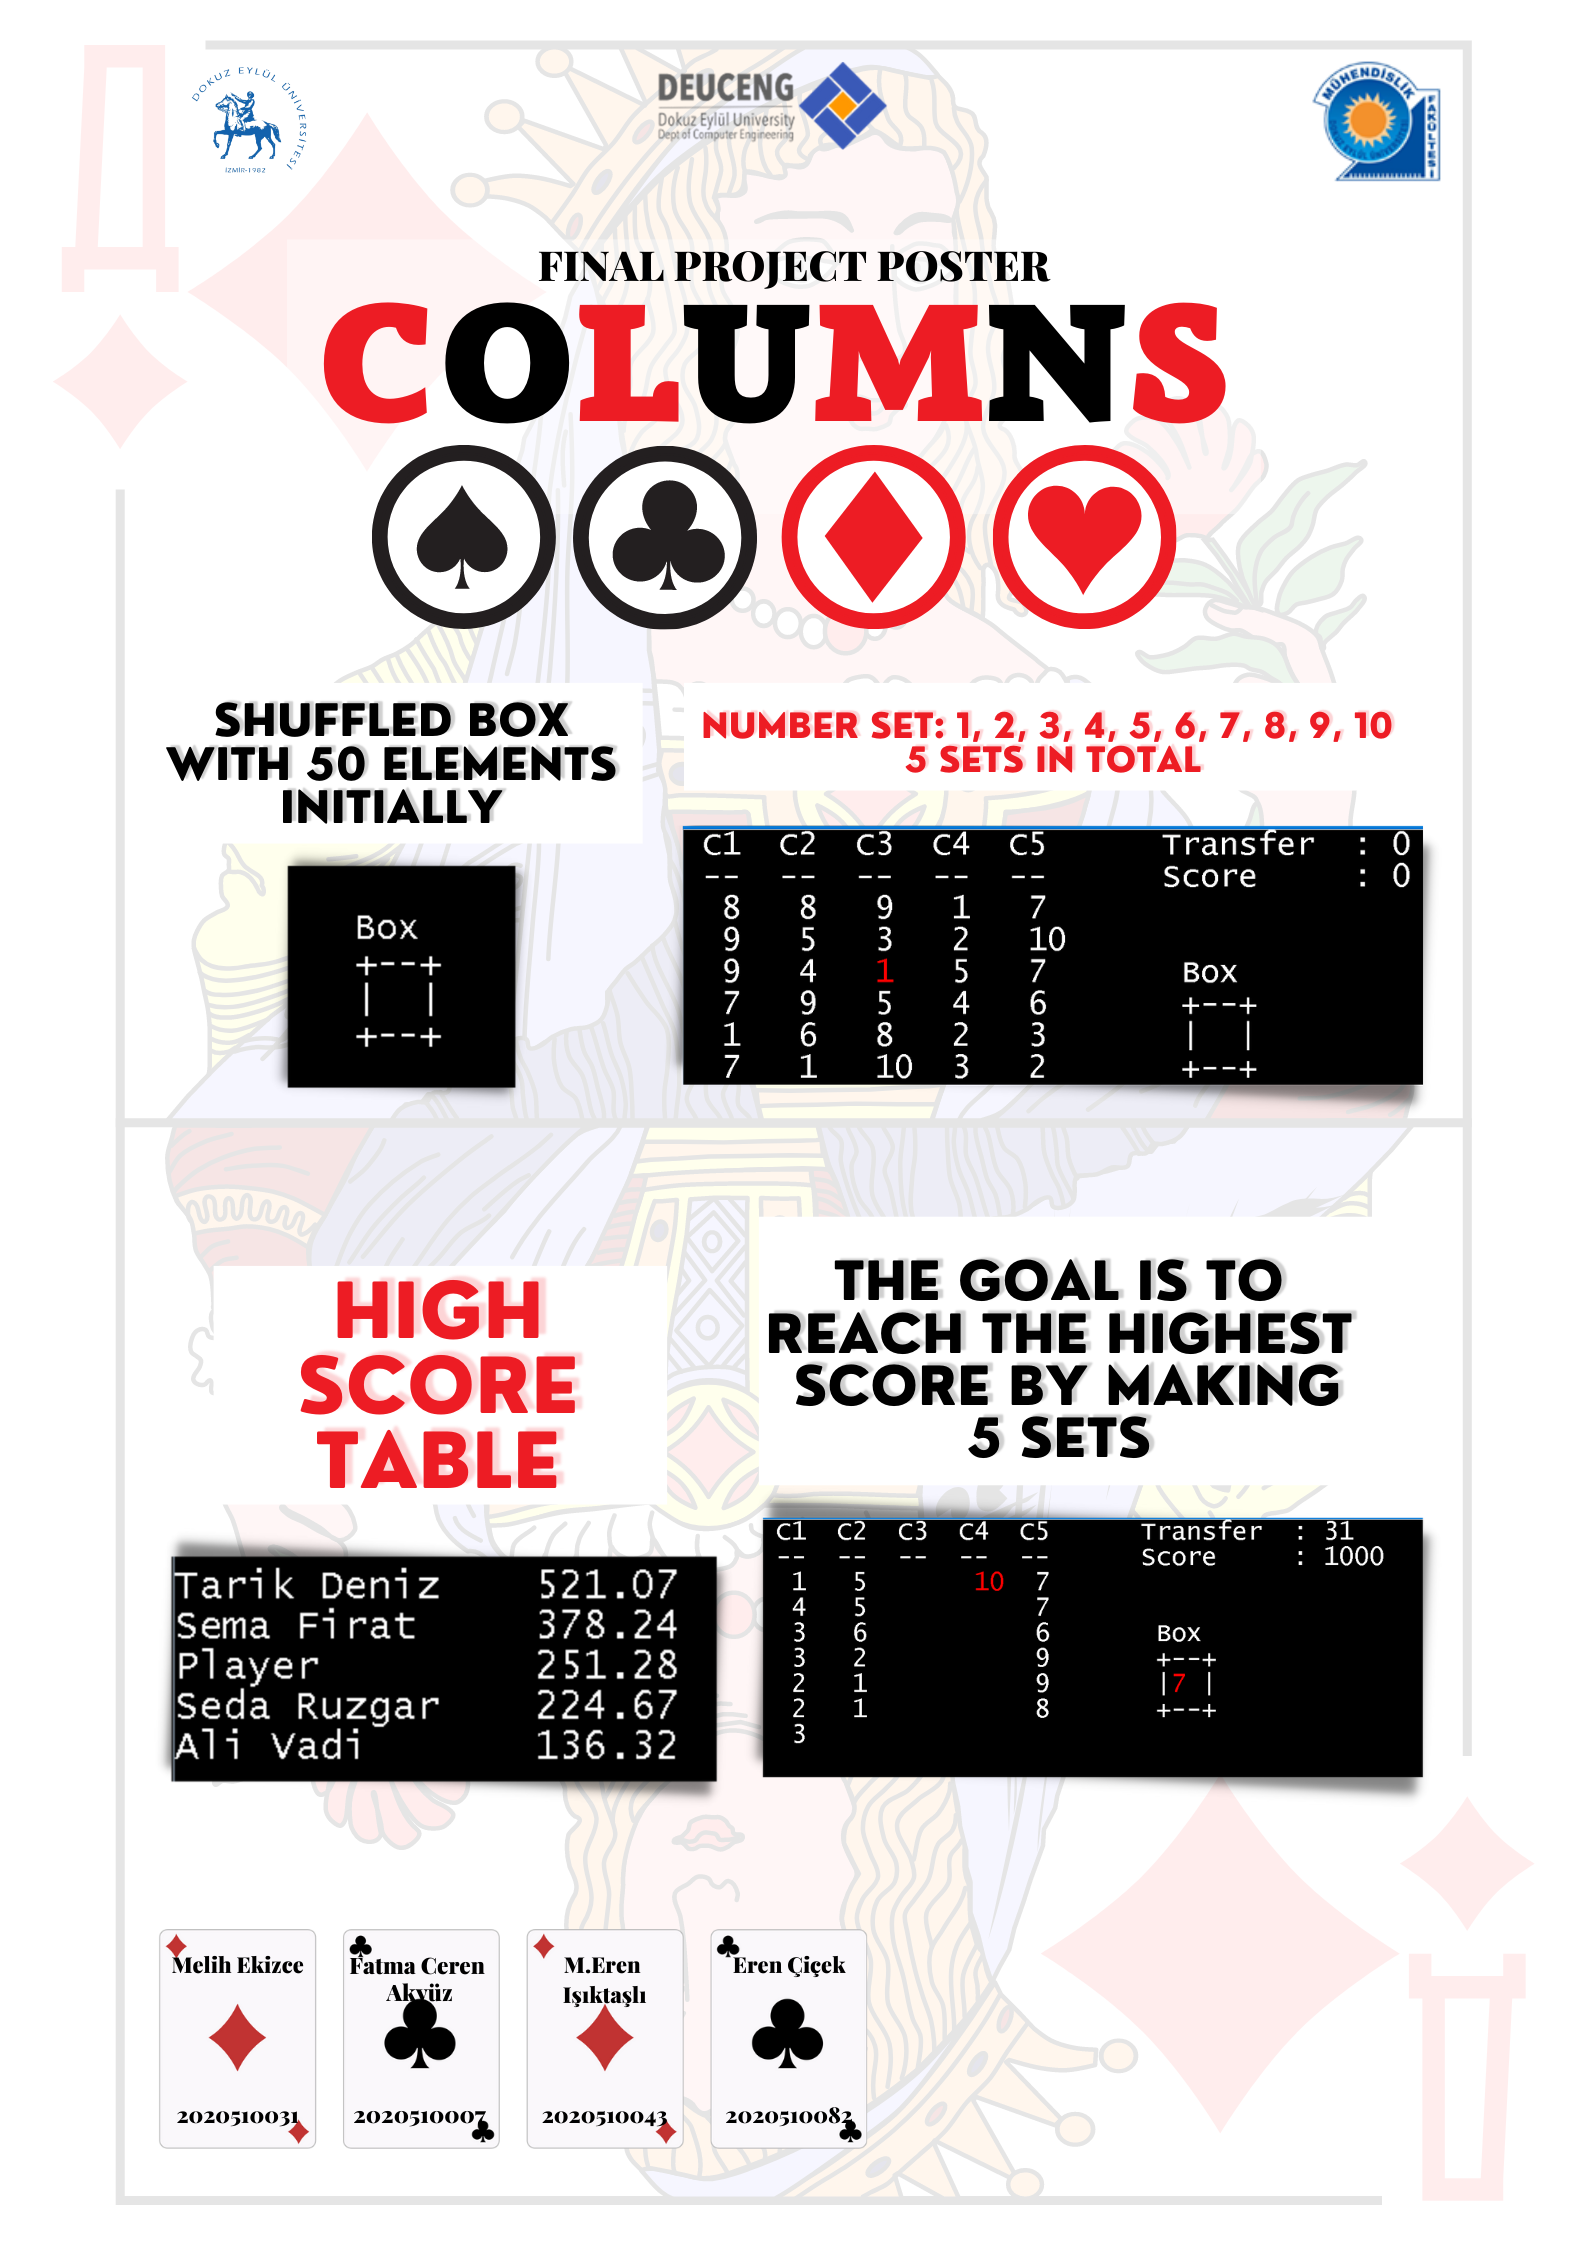 DOKUZ EYLÜL ÜNİVERSİTESİ
İZMİR-1982
DEUCENG
Dokuz Eylül University
Dept of Computer Engineering
MÜHENDİSLİK
FAKÜLTESİ
FINAL PROJECT POSTER
COLUMNS
SHUFFLED BOX
WITH 50 ELEMENTS
INITIALLY
NUMBER SET: 1, 2, 3, 4, 5, 6, 7, 8, 9, 10
5 SETS IN TOTAL
Box
+--+
|  |
+--+
C1 C2 C3 C4 C5 Transfer : 0
-- -- -- -- -- Score : 0
8 8 9 1 7
9 5 3 2 10
9 4 1 5 7 Box
7 9 5 4 6 +--+
1 6 8 2 3 |  |
7 1 10 3 2 +--+
HIGH
SCORE
TABLE
THE GOAL IS TO
REACH THE HIGHEST
SCORE BY MAKING
5 SETS
Tarik Deniz 521.07
Sema Firat 378.24
Player 251.28
Seda Ruzgar 224.67
Ali Vadi 136.32
C1 C2 C3 C4 C5 Transfer : 31
-- -- -- -- -- Score : 1000
1 5 10 7
4 5 7
3 6 6 Box
3 2 9 +--+
2 1 9 |7 |
2 1 8 +--+
3
Melih Ekizce
2020510031
Fatma Ceren
Akyüz
2020510007
M.Eren
Işıktaşlı
2020510043
Eren Çiçek
2020510082